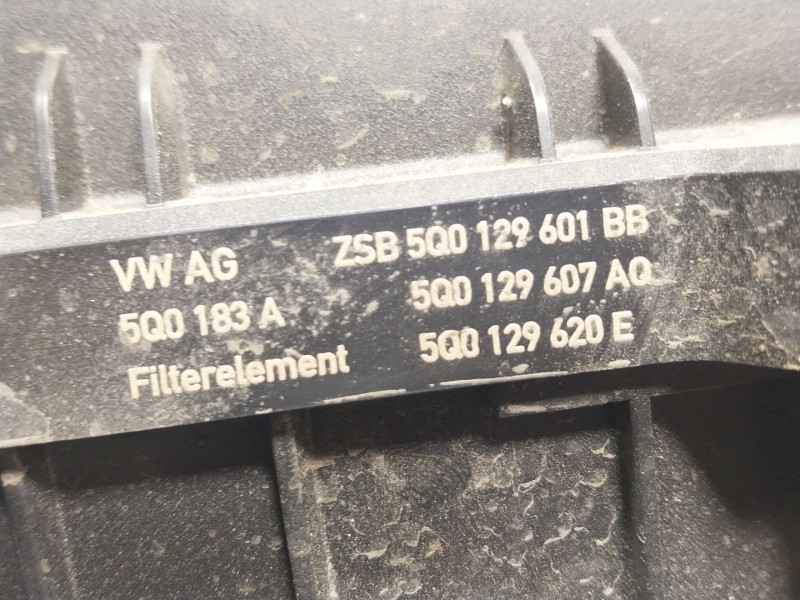 VW AG ZSB 5Q0 129 601 BB
5Q0 183 A 5Q0 129 607 AQ
Filterelement 5Q0 129 620 E